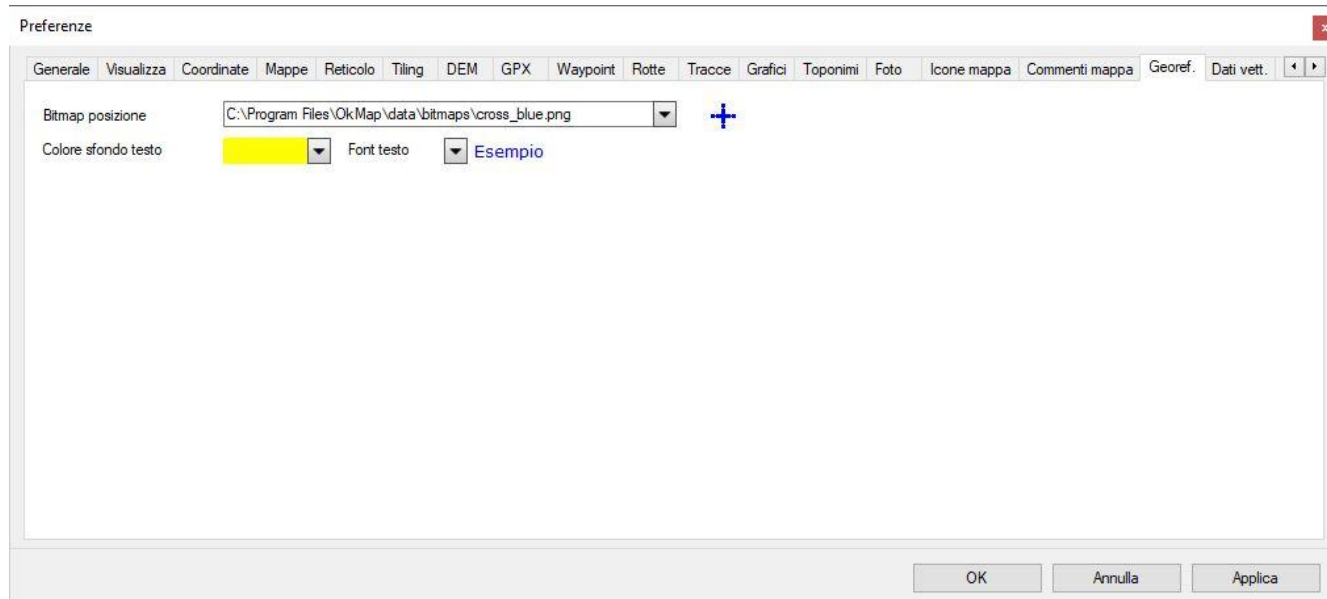 Preferenze
Generale Visualizza Coordinate Mappe Reticolo Tiling DEM GPX Waypoint Rotte Tracce Grafici Toponimi Foto Icone mappa Commenti mappa Georef. Dati vett.
Bitmap posizione C:\Program Files\OkMap\data\bitmaps\cross_blue.png
Colore sfondo testo Font testo Esempio
OK Annulla Applica